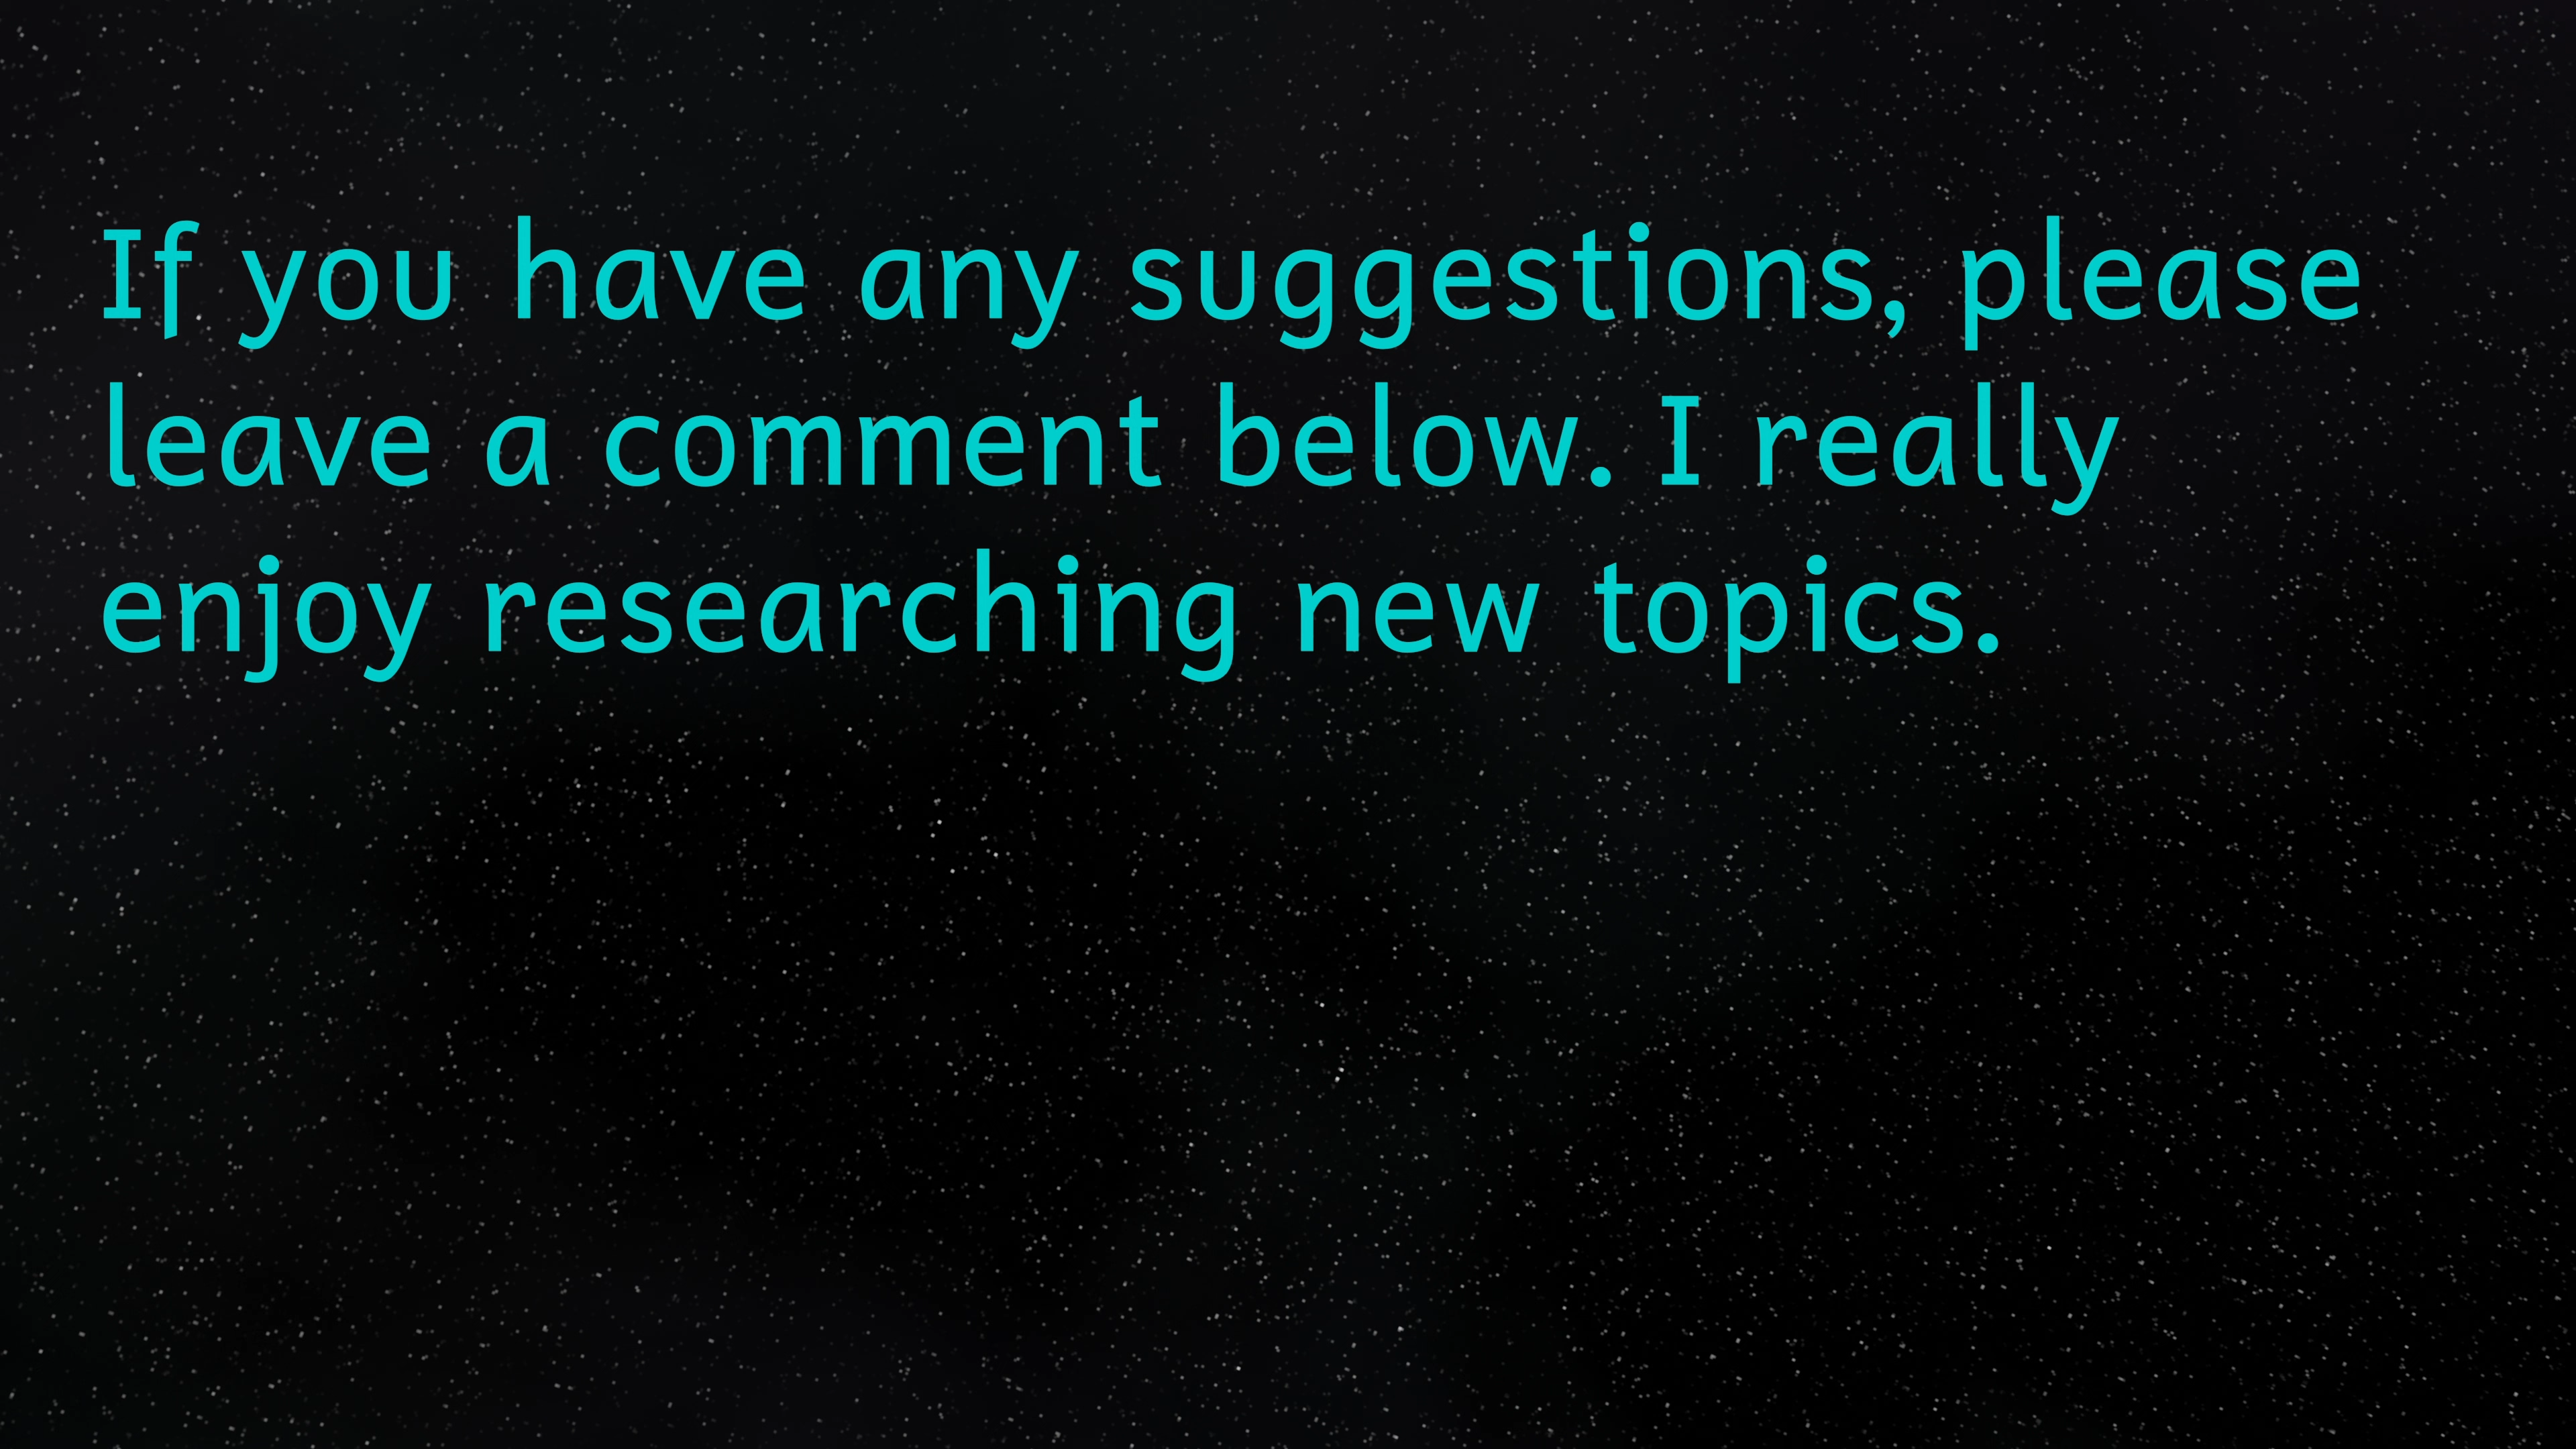 If you have any suggestions, please
leave a comment below. I really
enjoy researching new topics.